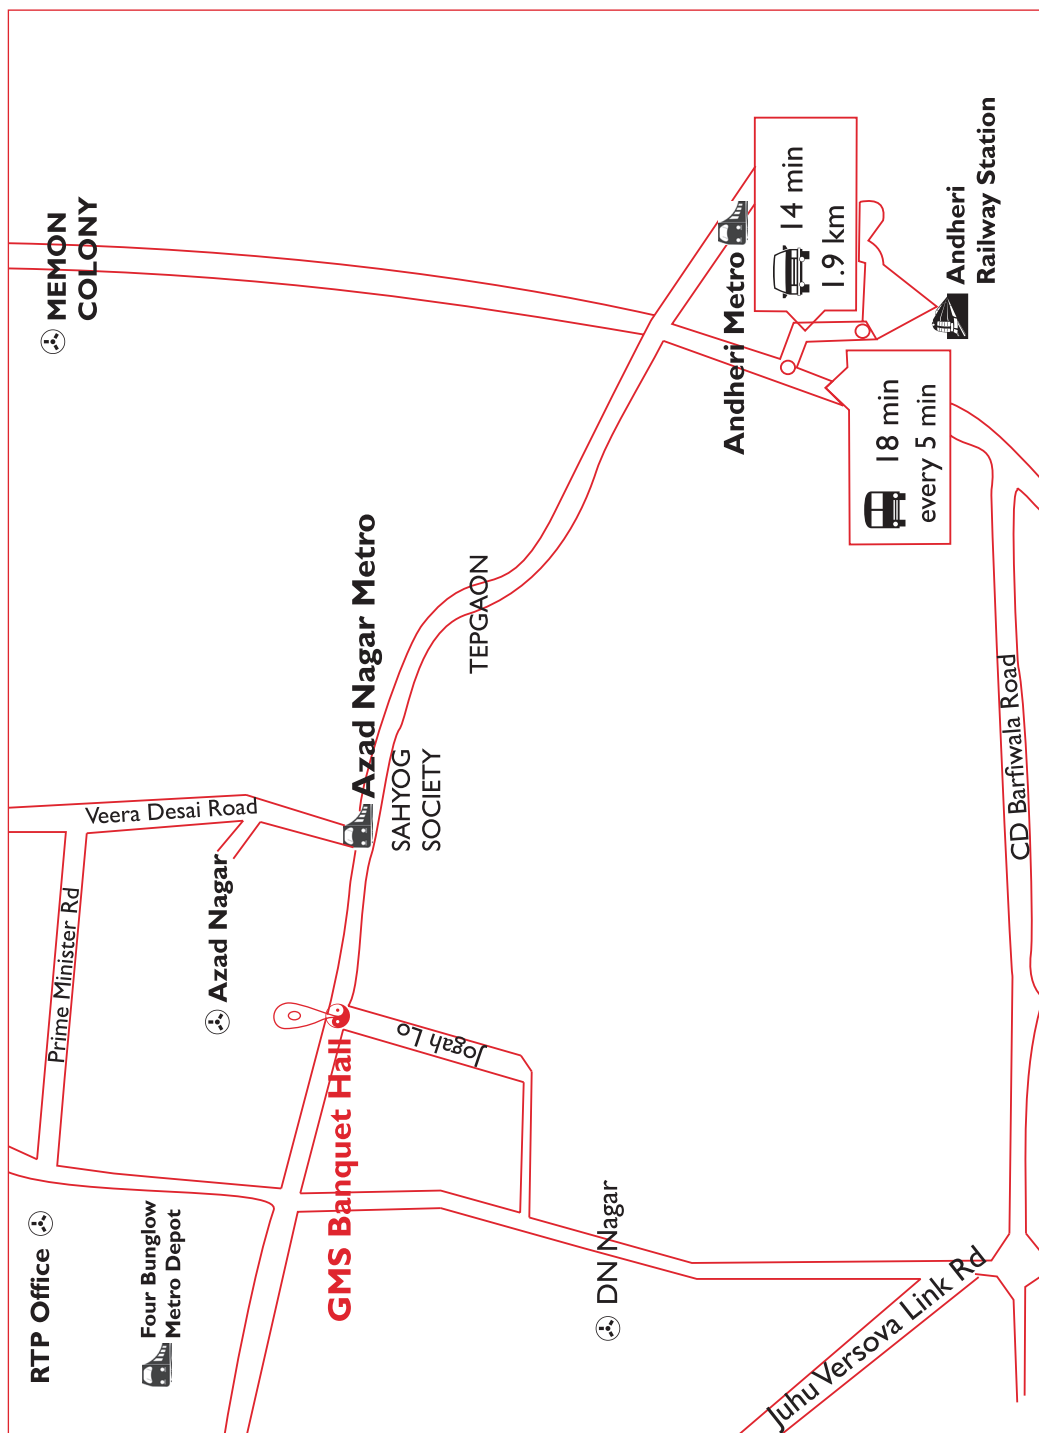 RTP Office
Four Bunglow
Metro Depot
Prime Minister Rd
Veera Desai Road
Azad Nagar
MEMON
COLONY
GMS Banquet Hall
Azad Nagar Metro
SAHYOG
SOCIETY
Jogah Lo
TEPGAON
DN Nagar
Andheri Metro
14 min
1.9 km
18 min
every 5 min
Andheri
Railway Station
Juhu Versova Link Rd
CD Barfiwala Road